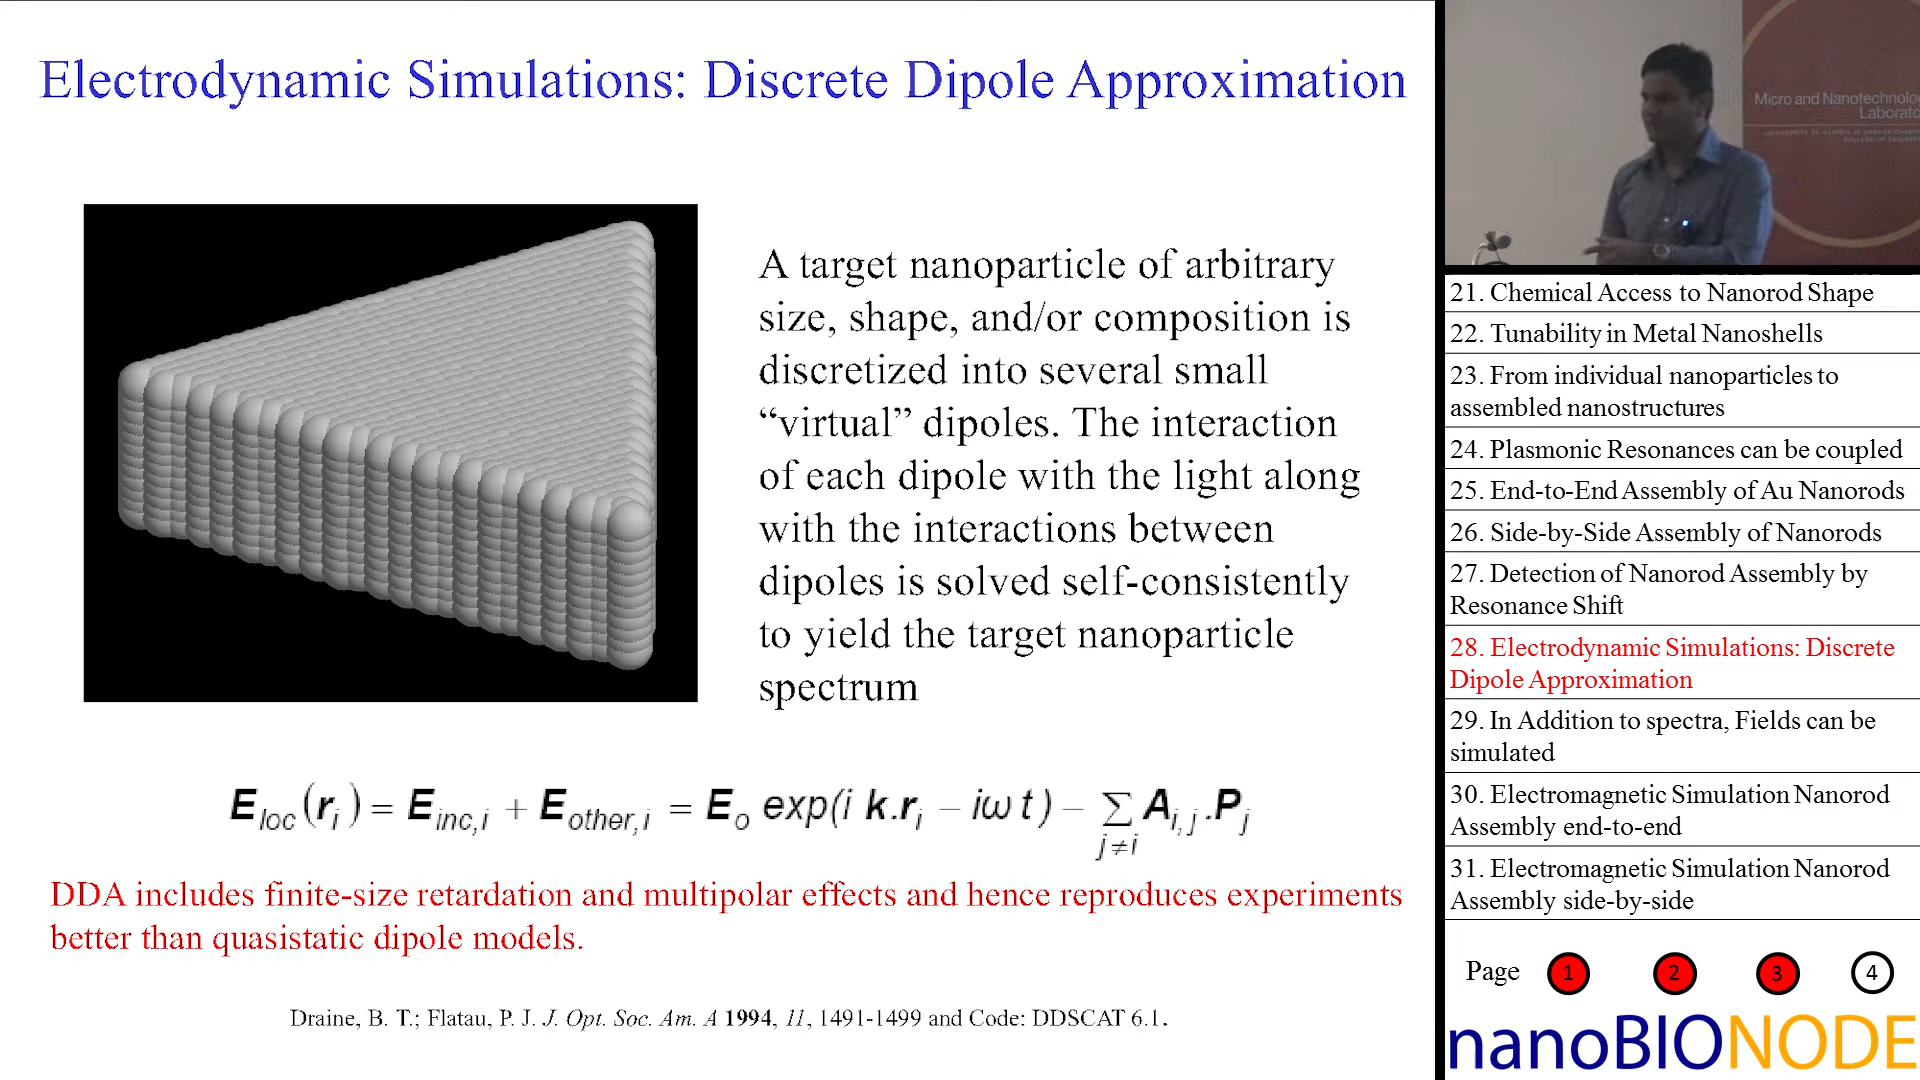 Electrodynamic Simulations: Discrete Dipole Approximation
A target nanoparticle of arbitrary
size, shape, and/or composition is
discretized into several small
“virtual” dipoles. The interaction
of each dipole with the light along
with the interactions between
dipoles is solved self-consistently
to yield the target nanoparticle
spectrum
E_loc(r_i) = E_inc,i + E_other,i = E_o exp(i k.r_i − iω t) − ∑_{j≠i} A_i,j.P_j
DDA includes finite-size retardation and multipolar effects and hence reproduces experiments
better than quasistatic dipole models.
Draine, B. T.; Flatau, P. J. J. Opt. Soc. Am. A 1994, 11, 1491-1499 and Code: DDSCAT 6.1.
Micro and Nanotechnolo
Laborato
21. Chemical Access to Nanorod Shape
22. Tunability in Metal Nanoshells
23. From individual nanoparticles to
assembled nanostructures
24. Plasmonic Resonances can be coupled
25. End-to-End Assembly of Au Nanorods
26. Side-by-Side Assembly of Nanorods
27. Detection of Nanorod Assembly by
Resonance Shift
28. Electrodynamic Simulations: Discrete
Dipole Approximation
29. In Addition to spectra, Fields can be
simulated
30. Electromagnetic Simulation Nanorod
Assembly end-to-end
31. Electromagnetic Simulation Nanorod
Assembly side-by-side
Page 1 2 3 4
nanoBIONODE